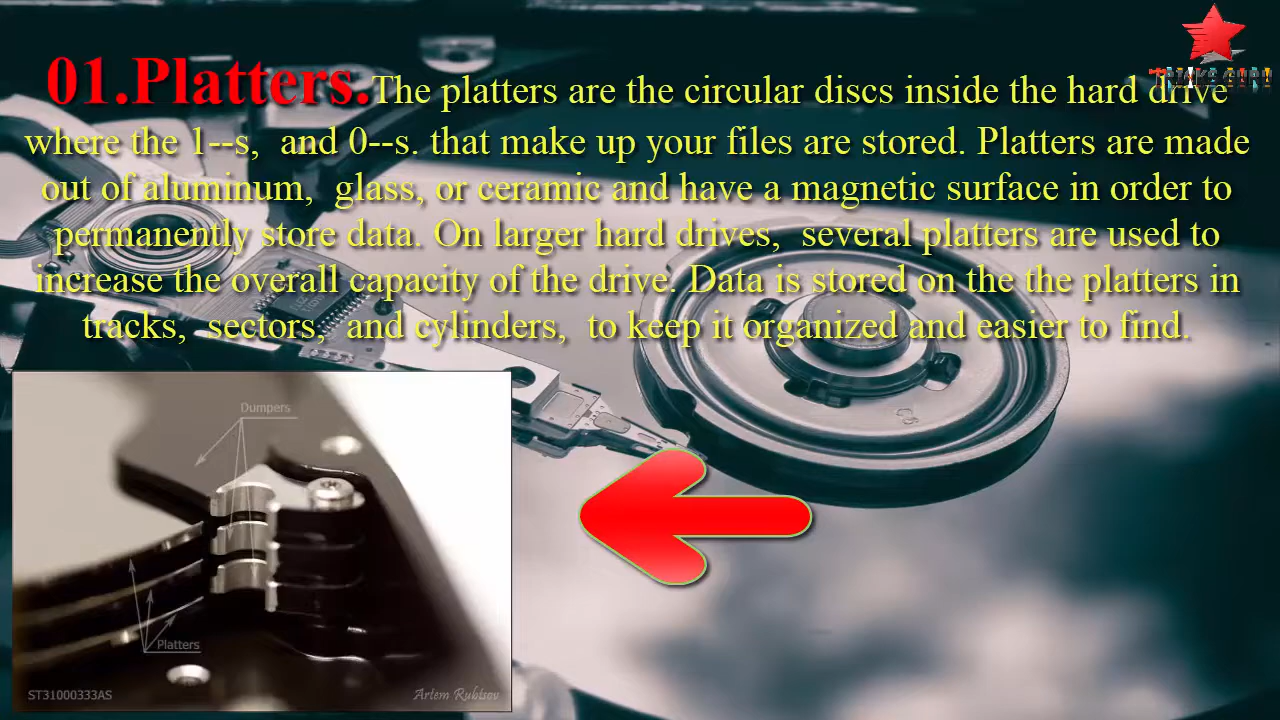 01.Platters.The platters are the circular discs inside the hard drive
where the 1--s, and 0--s. that make up your files are stored. Platters are made
out of aluminum, glass, or ceramic and have a magnetic surface in order to
permanently store data. On larger hard drives, several platters are used to
increase the overall capacity of the drive. Data is stored on the the platters in
tracks, sectors, and cylinders, to keep it organized and easier to find.
Dumpers
Platters
ST31000333AS
Artem Rubtsov